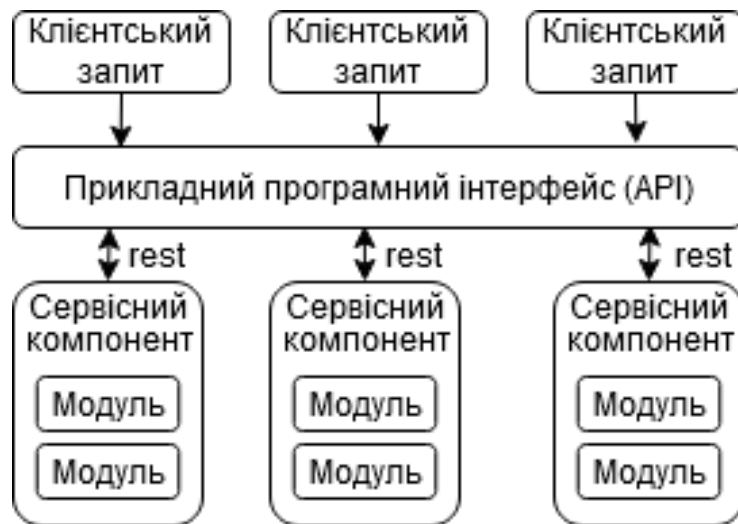 Клієнтський
запит
Клієнтський
запит
Клієнтський
запит
Прикладний програмний інтерфейс (API)
rest
rest
rest
Сервісний
компонент
Модуль
Модуль
Сервісний
компонент
Модуль
Модуль
Сервісний
компонент
Модуль
Модуль